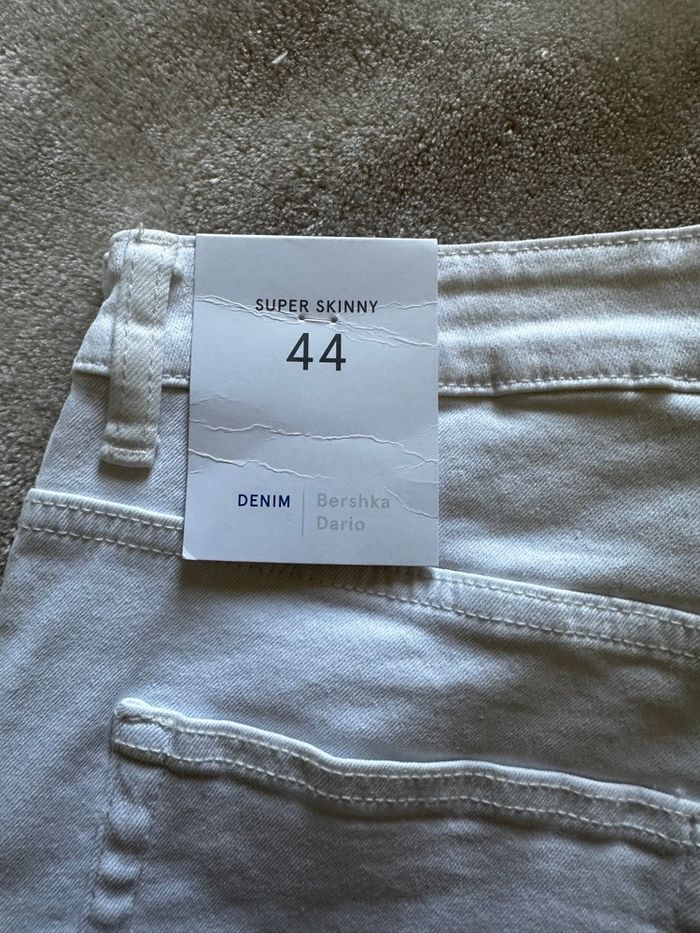 SUPER SKINNY
44
DENIM | Bershka
Dario